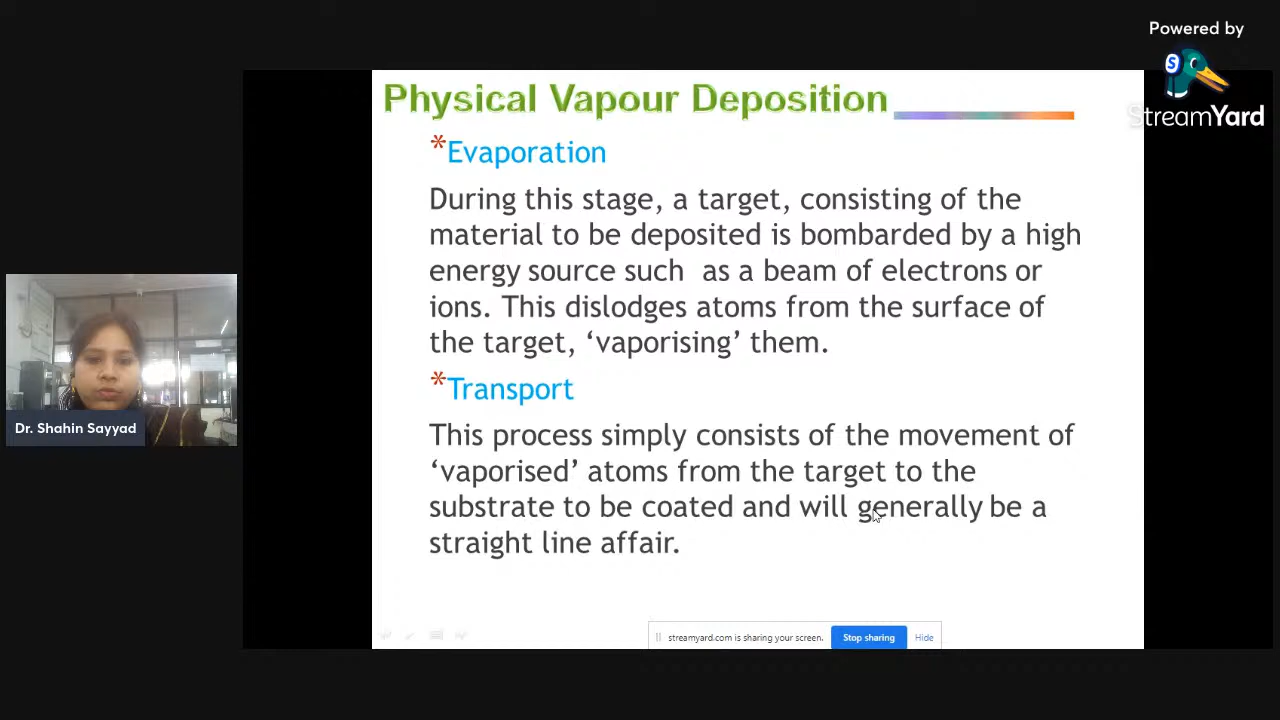 Powered by
StreamYard
Physical Vapour Deposition
*Evaporation
During this stage, a target, consisting of the
material to be deposited is bombarded by a high
energy source such as a beam of electrons or
ions. This dislodges atoms from the surface of
the target, ‘vaporising’ them.
*Transport
This process simply consists of the movement of
‘vaporised’ atoms from the target to the
substrate to be coated and will generally be a
straight line affair.
Dr. Shahin Sayyad
streamyard.com is sharing your screen. Stop sharing Hide